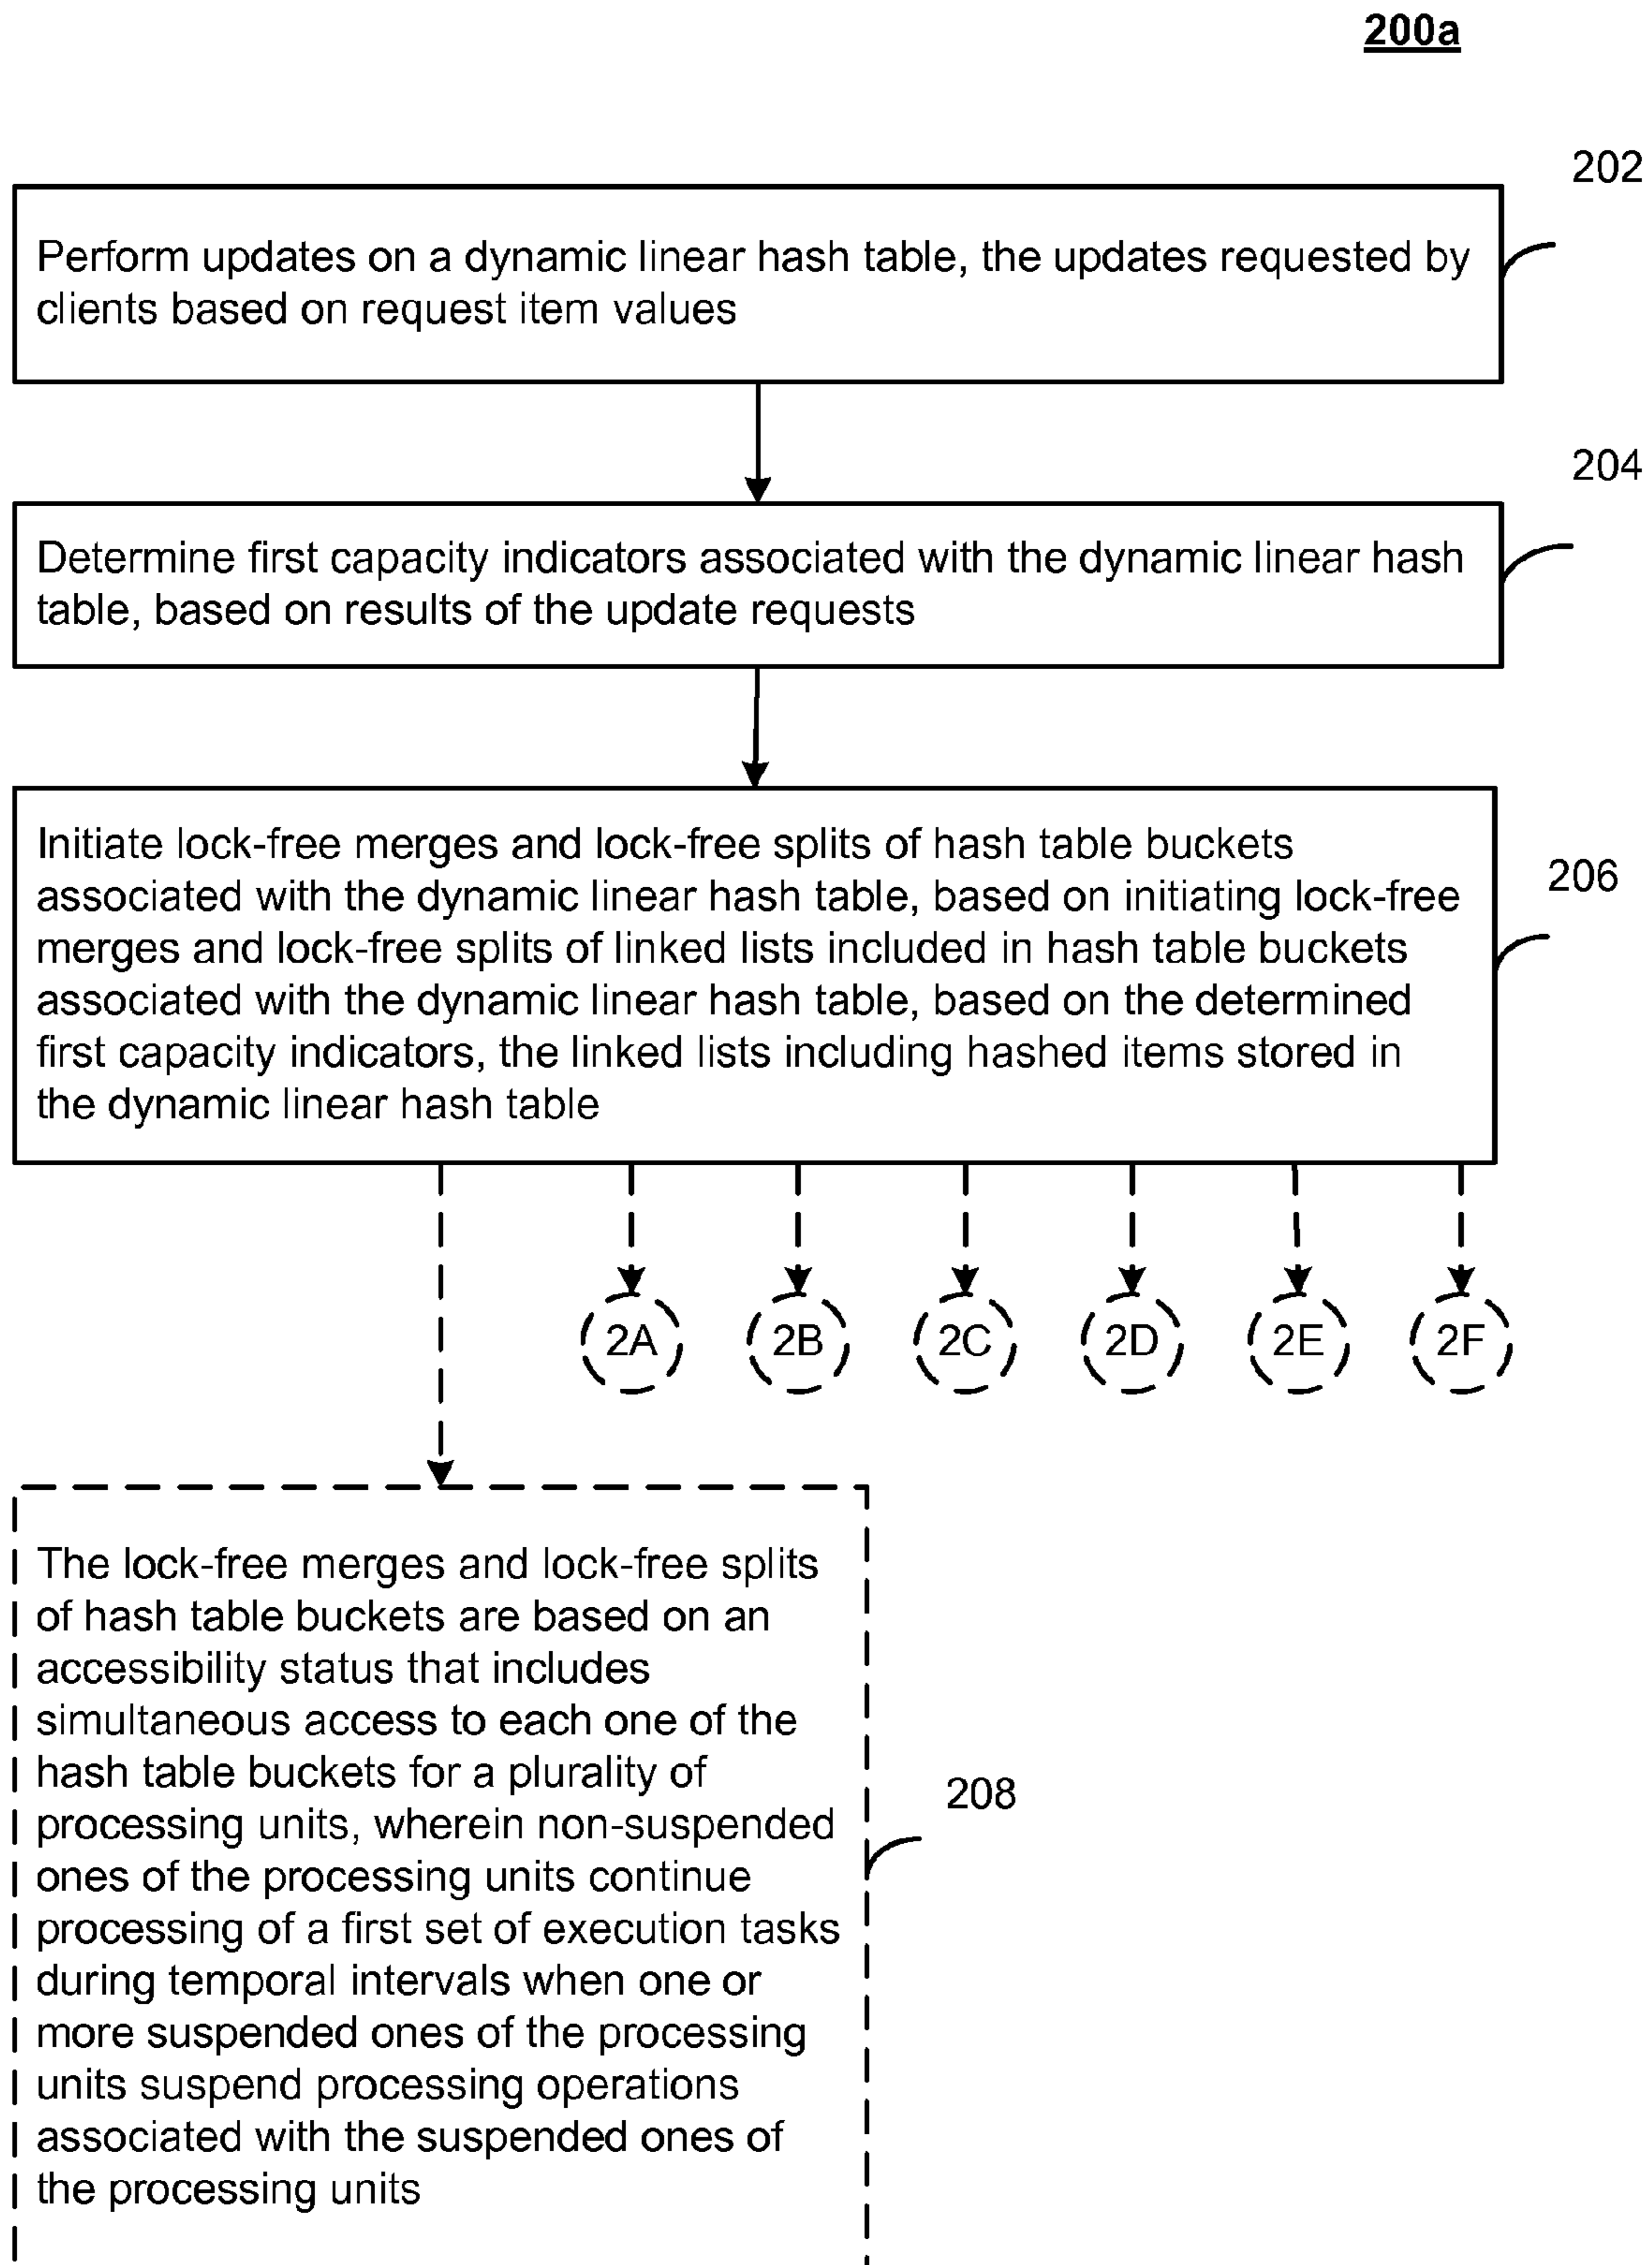 200a
202
Perform updates on a dynamic linear hash table, the updates requested by
clients based on request item values
204
Determine first capacity indicators associated with the dynamic linear hash
table, based on results of the update requests
Initiate lock-free merges and lock-free splits of hash table buckets
associated with the dynamic linear hash table, based on initiating lock-free
merges and lock-free splits of linked lists included in hash table buckets
associated with the dynamic linear hash table, based on the determined
first capacity indicators, the linked lists including hashed items stored in
the dynamic linear hash table
206
2A 2B 2C 2D 2E 2F
The lock-free merges and lock-free splits
of hash table buckets are based on an
accessibility status that includes
simultaneous access to each one of the
hash table buckets for a plurality of
processing units, wherein non-suspended
ones of the processing units continue
processing of a first set of execution tasks
during temporal intervals when one or
more suspended ones of the processing
units suspend processing operations
associated with the suspended ones of
the processing units
208